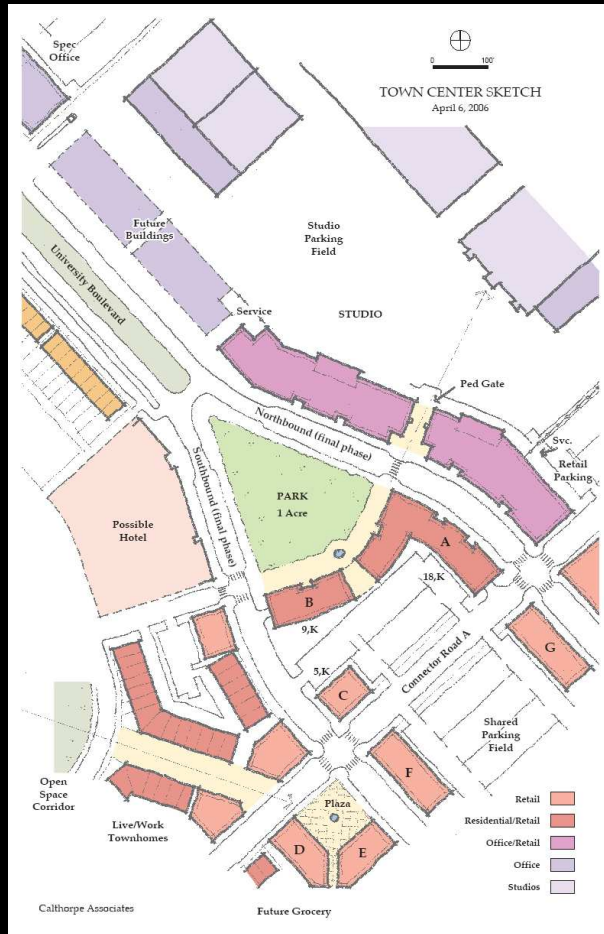 Spec
Office
0 100'
TOWN CENTER SKETCH
April 6, 2006
Future
Buildings
Studio
Parking
Field
University Boulevard
Service
STUDIO
Ped Gate
Northbound (final phase)
Southbound (final phase)
Svc.
Retail
Parking
PARK
1 Acre
Possible
Hotel
A
18,K
B
9,K
G
5,K
C
Connector Road A
Shared
Parking
Field
F
Open
Space
Corridor
Live/Work
Townhomes
Plaza
D
E
Retail
Residential/Retail
Office/Retail
Office
Studios
Calthorpe Associates
Future Grocery